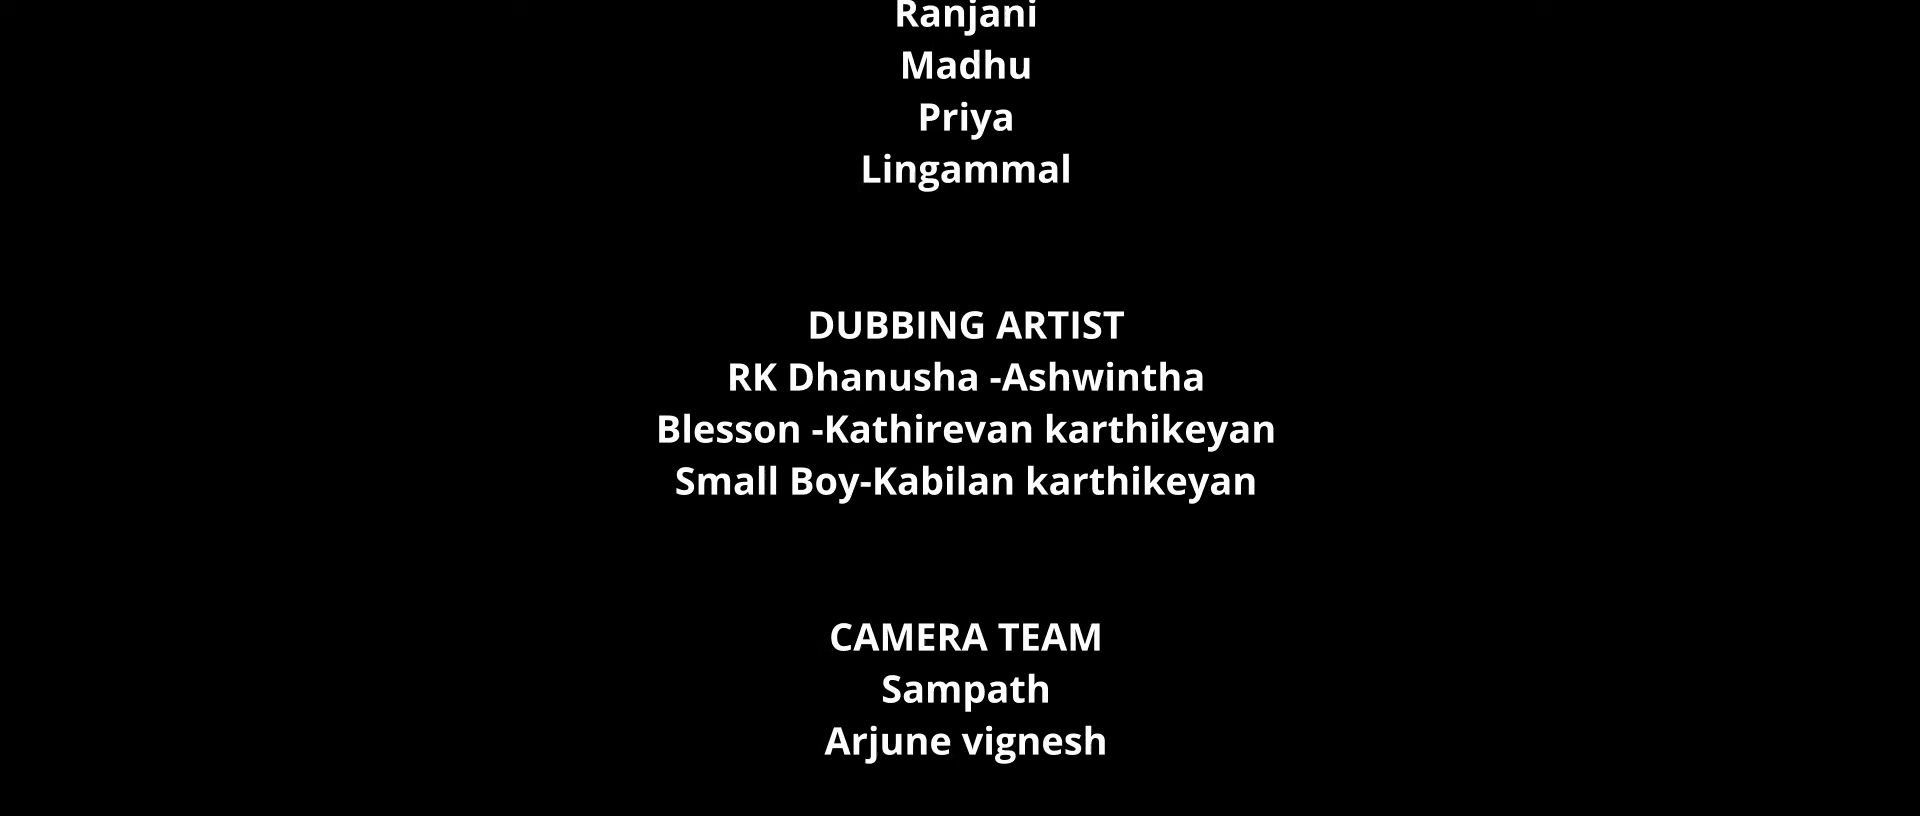 Ranjani
Madhu
Priya
Lingammal
DUBBING ARTIST
RK Dhanusha -Ashwintha
Blesson -Kathirevan karthikeyan
Small Boy-Kabilan karthikeyan
CAMERA TEAM
Sampath
Arjune vignesh